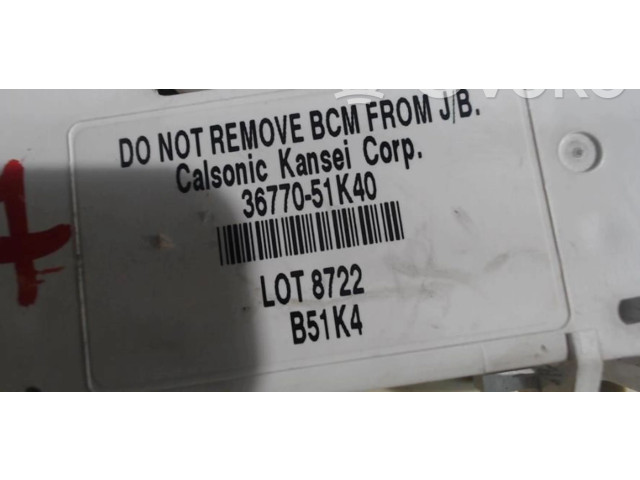 DO NOT REMOVE BCM FROM J/B.
Calsonic Kansei Corp.
36770-51K40
LOT 8722
B51K4